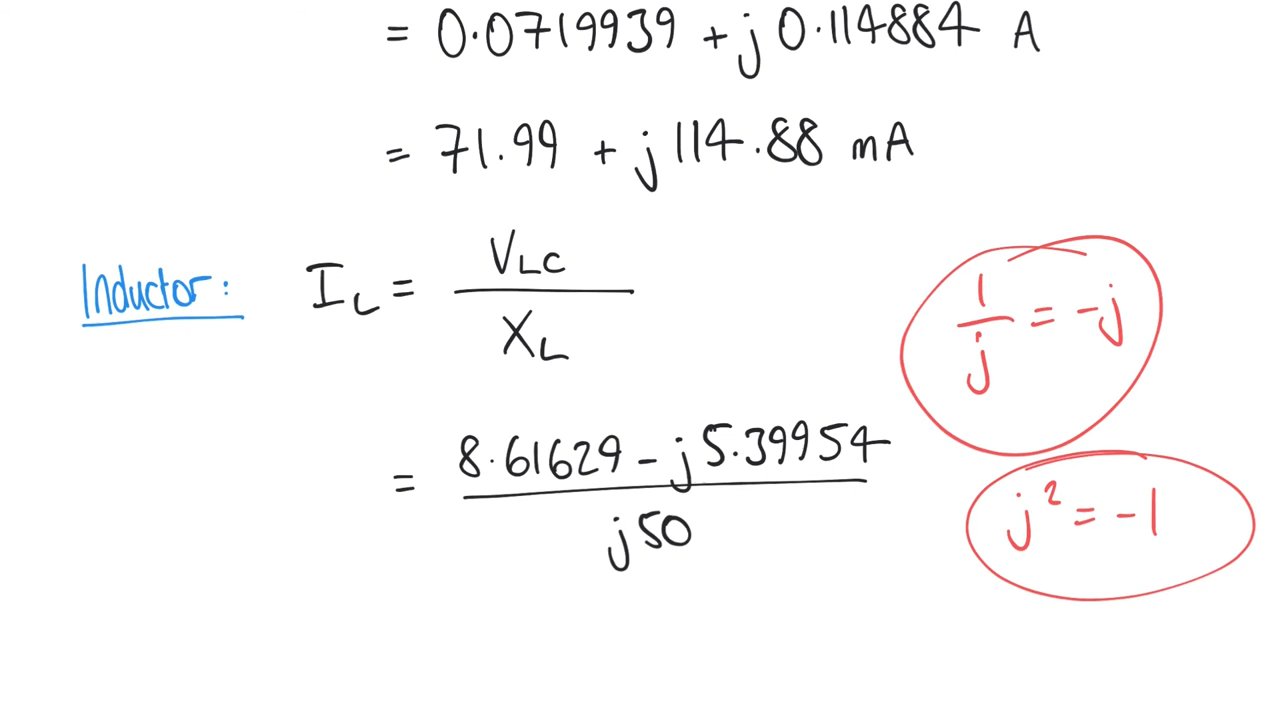 = 0.0719939 + j 0.114884 A
= 71.99 + j 114.88 mA
Inductor: I_L = V_LC / X_L
1/j = -j
= 8.61629 - j 5.39954 / j50
j² = -1